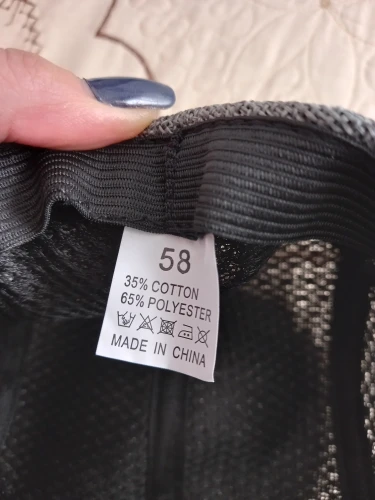 58
35% COTTON
65% POLYESTER
MADE IN CHINA